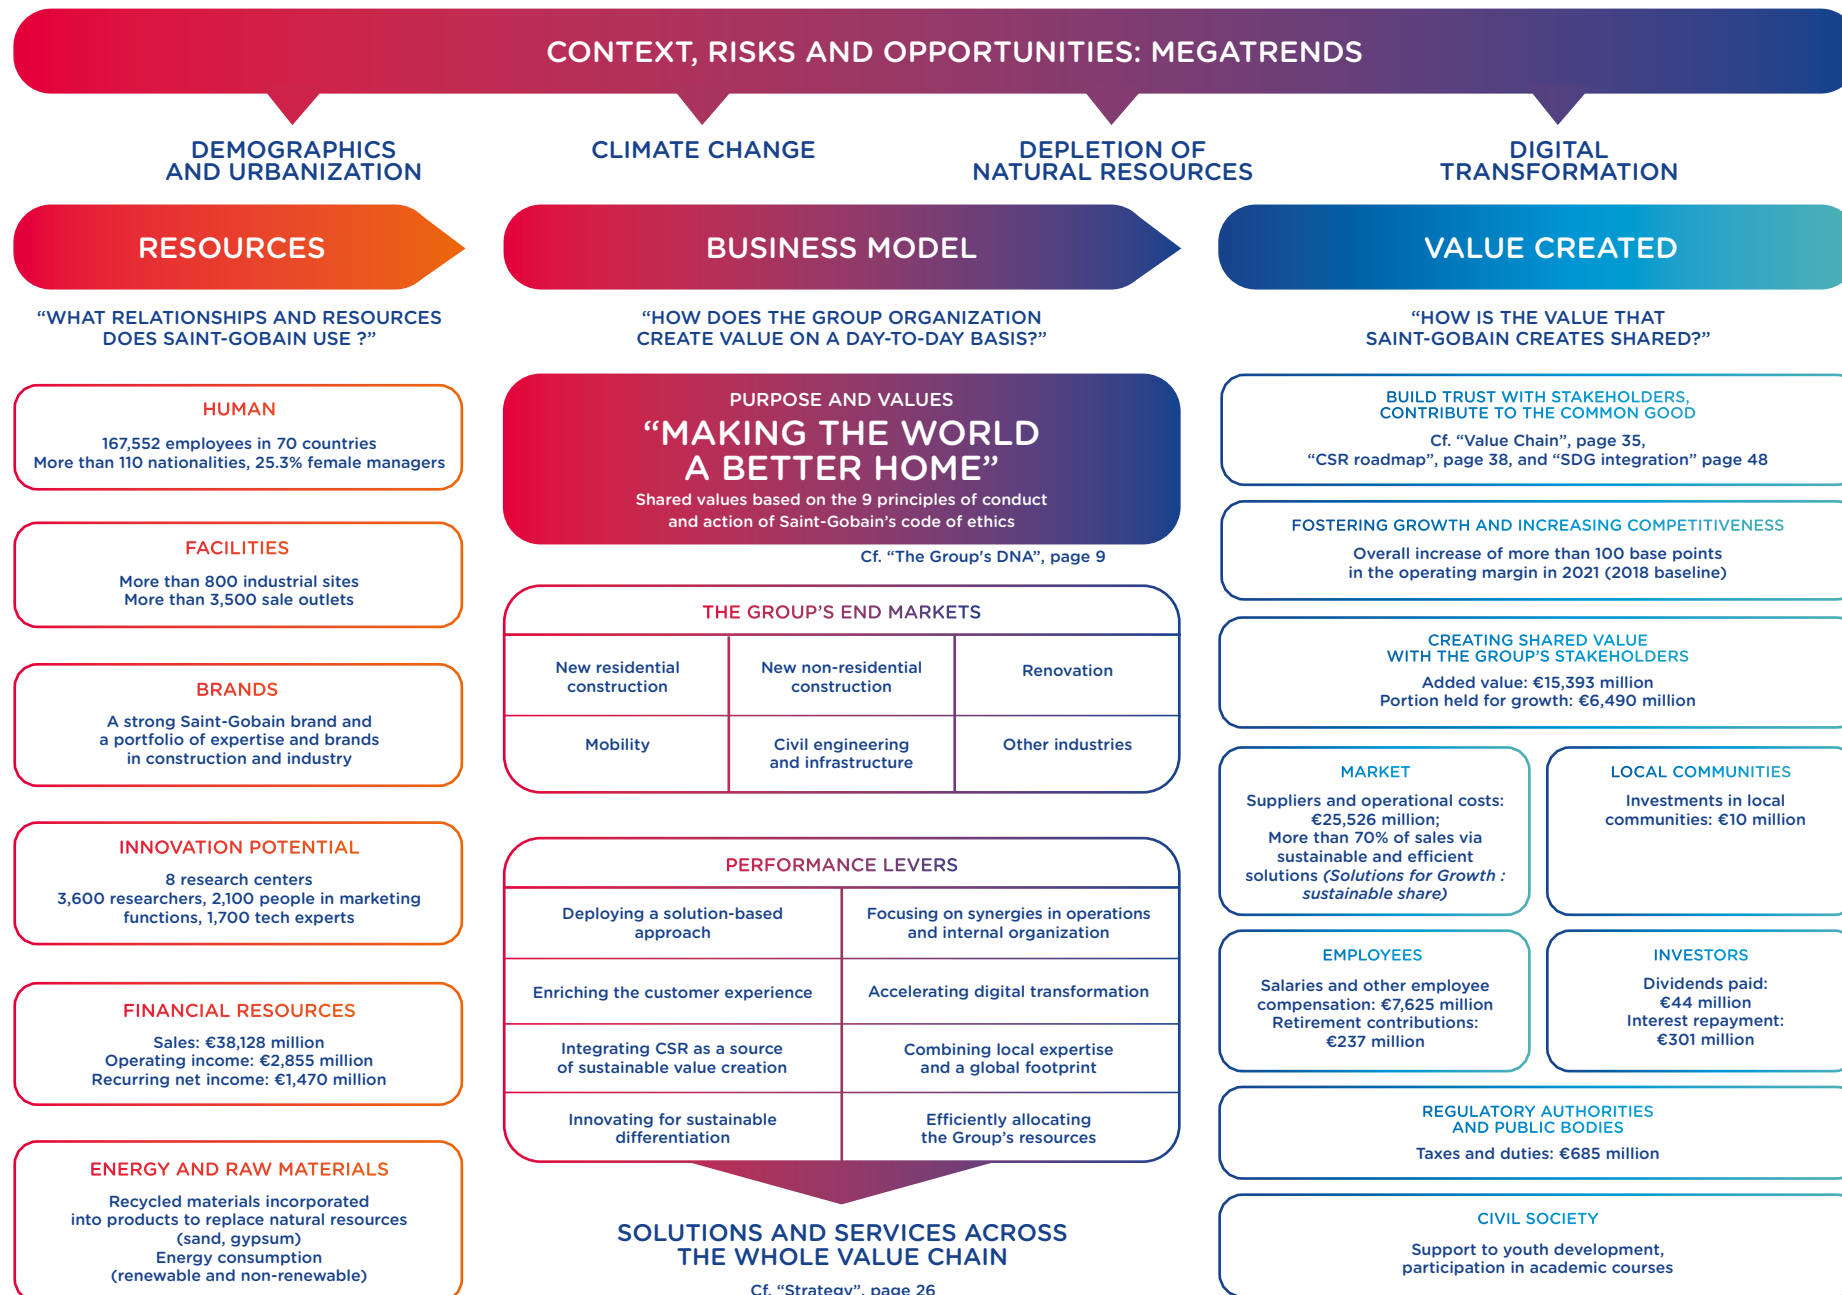 CONTEXT, RISKS AND OPPORTUNITIES: MEGATRENDS
DEMOGRAPHICS
AND URBANIZATION
CLIMATE CHANGE
DEPLETION OF
NATURAL RESOURCES
DIGITAL
TRANSFORMATION
RESOURCES
“WHAT RELATIONSHIPS AND RESOURCES
DOES SAINT-GOBAIN USE ?”
HUMAN
167,552 employees in 70 countries
More than 110 nationalities, 25.3% female managers
FACILITIES
More than 800 industrial sites
More than 3,500 sale outlets
BRANDS
A strong Saint-Gobain brand and
a portfolio of expertise and brands
in construction and industry
INNOVATION POTENTIAL
8 research centers
3,600 researchers, 2,100 people in marketing
functions, 1,700 tech experts
FINANCIAL RESOURCES
Sales: €38,128 million
Operating income: €2,855 million
Recurring net income: €1,470 million
ENERGY AND RAW MATERIALS
Recycled materials incorporated
into products to replace natural resources
(sand, gypsum)
Energy consumption
(renewable and non-renewable)
BUSINESS MODEL
“HOW DOES THE GROUP ORGANIZATION
CREATE VALUE ON A DAY-TO-DAY BASIS?”
PURPOSE AND VALUES
“MAKING THE WORLD
A BETTER HOME”
Shared values based on the 9 principles of conduct
and action of Saint-Gobain’s code of ethics
Cf. “The Group's DNA”, page 9
THE GROUP’S END MARKETS
New residential
construction
New non-residential
construction
Renovation
Mobility
Civil engineering
and infrastructure
Other industries
PERFORMANCE LEVERS
Deploying a solution-based
approach
Focusing on synergies in operations
and internal organization
Enriching the customer experience
Accelerating digital transformation
Integrating CSR as a source
of sustainable value creation
Combining local expertise
and a global footprint
Innovating for sustainable
differentiation
Efficiently allocating
the Group’s resources
SOLUTIONS AND SERVICES ACROSS
THE WHOLE VALUE CHAIN
Cf. “Strategy”, page 26
VALUE CREATED
“HOW IS THE VALUE THAT
SAINT-GOBAIN CREATES SHARED?”
BUILD TRUST WITH STAKEHOLDERS,
CONTRIBUTE TO THE COMMON GOOD
Cf. “Value Chain”, page 35,
“CSR roadmap”, page 38, and “SDG integration” page 48
FOSTERING GROWTH AND INCREASING COMPETITIVENESS
Overall increase of more than 100 base points
in the operating margin in 2021 (2018 baseline)
CREATING SHARED VALUE
WITH THE GROUP’S STAKEHOLDERS
Added value: €15,393 million
Portion held for growth: €6,490 million
MARKET
Suppliers and operational costs:
€25,526 million;
More than 70% of sales via
sustainable and efficient
solutions (Solutions for Growth :
sustainable share)
LOCAL COMMUNITIES
Investments in local
communities: €10 million
EMPLOYEES
Salaries and other employee
compensation: €7,625 million
Retirement contributions:
€237 million
INVESTORS
Dividends paid:
€44 million
Interest repayment:
€301 million
REGULATORY AUTHORITIES
AND PUBLIC BODIES
Taxes and duties: €685 million
CIVIL SOCIETY
Support to youth development,
participation in academic courses